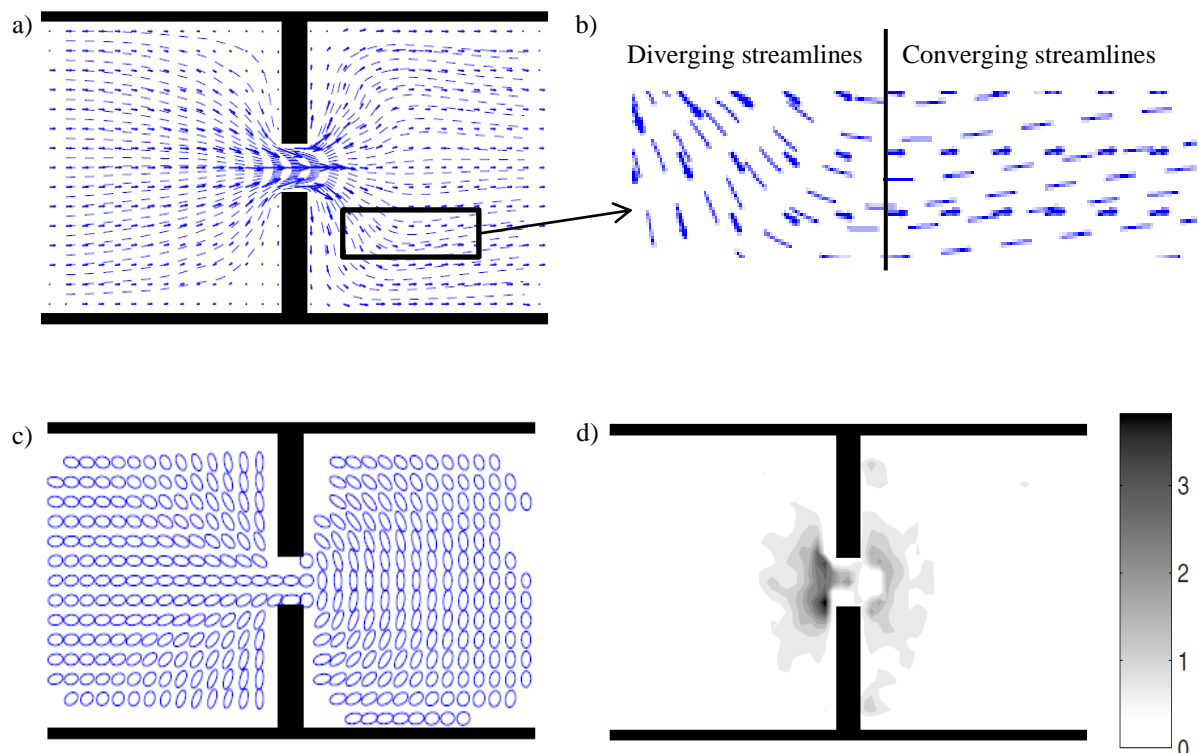 a)
b)
Diverging streamlines
Converging streamlines
c)
d)
3
2
1
0